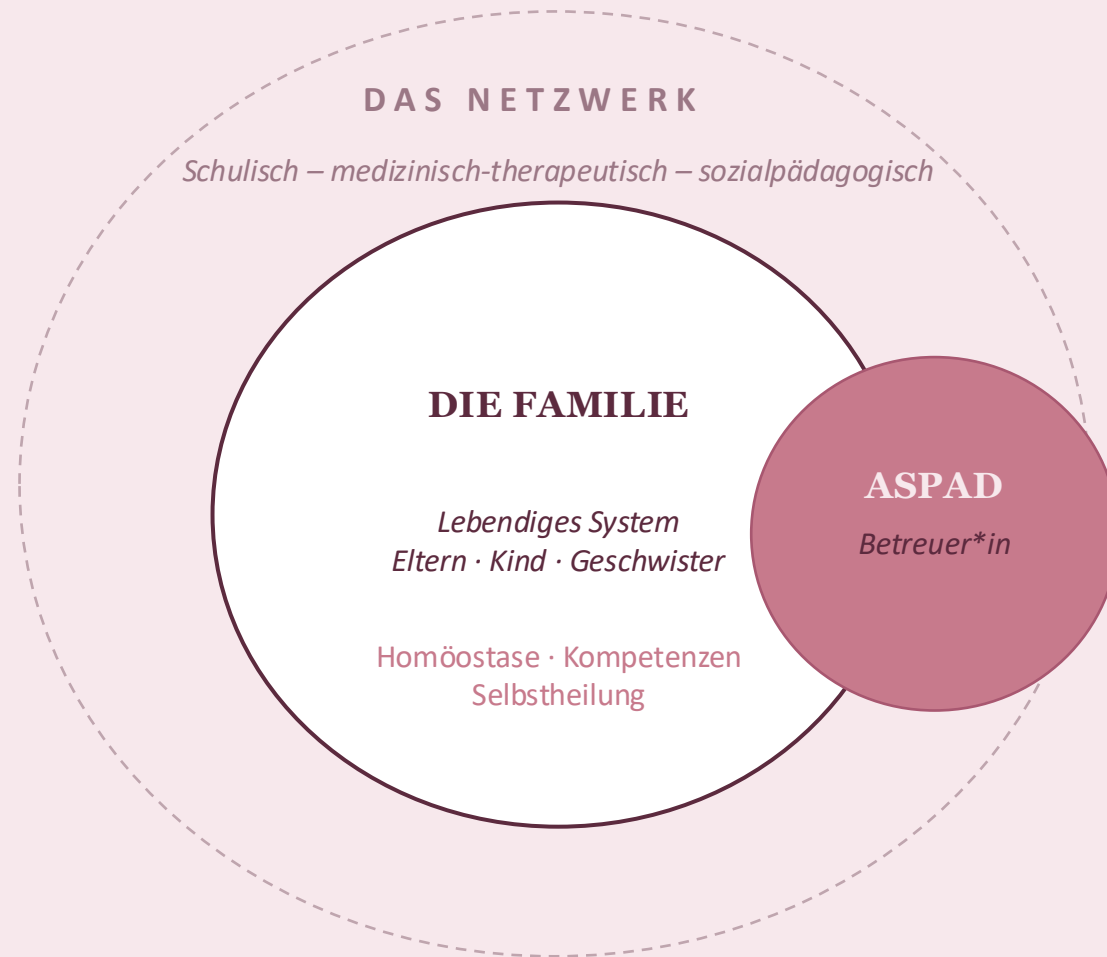 DAS NETZWERK
Schulisch – medizinisch-therapeutisch – sozialpädagogisch
DIE FAMILIE
Lebendiges System
Eltern · Kind · Geschwister
Homöostase · Kompetenzen
Selbstheilung
ASPAD
Betreuer*in